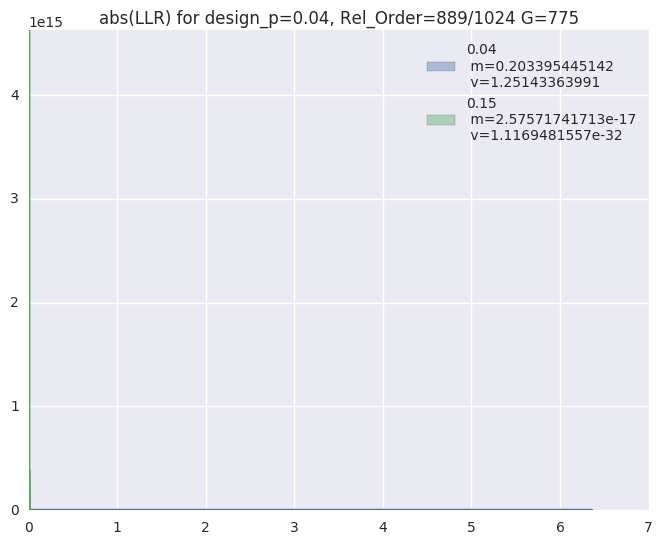 abs(LLR) for design_p=0.04, Rel_Order=889/1024 G=775
1e15
0.04
m=0.203395445142
v=1.25143363991
0.15
m=2.57571741713e-17
v=1.1169481557e-32
4
3
2
1
0
0 1 2 3 4 5 6 7